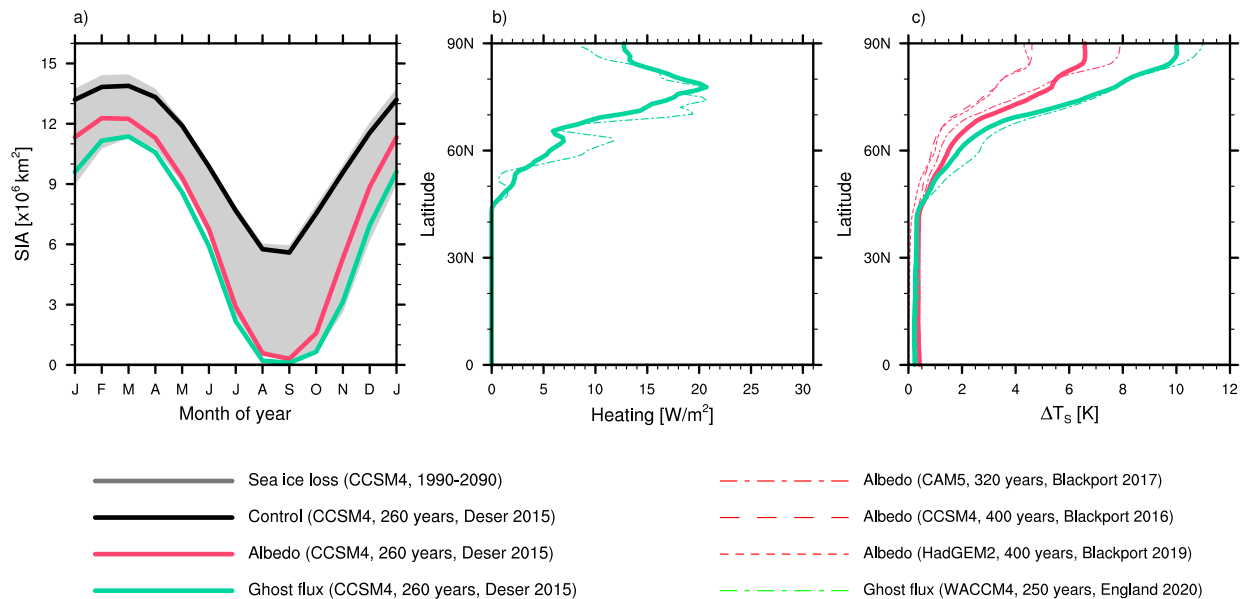 a)
b)
c)
SIA [x10⁶ km²]
15
12
9
6
3
0
J F M A M J J A S O N D J
Month of year
Latitude
90N
60N
30N
0
0 5 10 15 20 25 30
Heating [W/m²]
Latitude
90N
60N
30N
0
0 2 4 6 8 10 12
ΔT_S [K]
Sea ice loss (CCSM4, 1990-2090)
Control (CCSM4, 260 years, Deser 2015)
Albedo (CCSM4, 260 years, Deser 2015)
Ghost flux (CCSM4, 260 years, Deser 2015)
Albedo (CAM5, 320 years, Blackport 2017)
Albedo (CCSM4, 400 years, Blackport 2016)
Albedo (HadGEM2, 400 years, Blackport 2019)
Ghost flux (WACCM4, 250 years, England 2020)